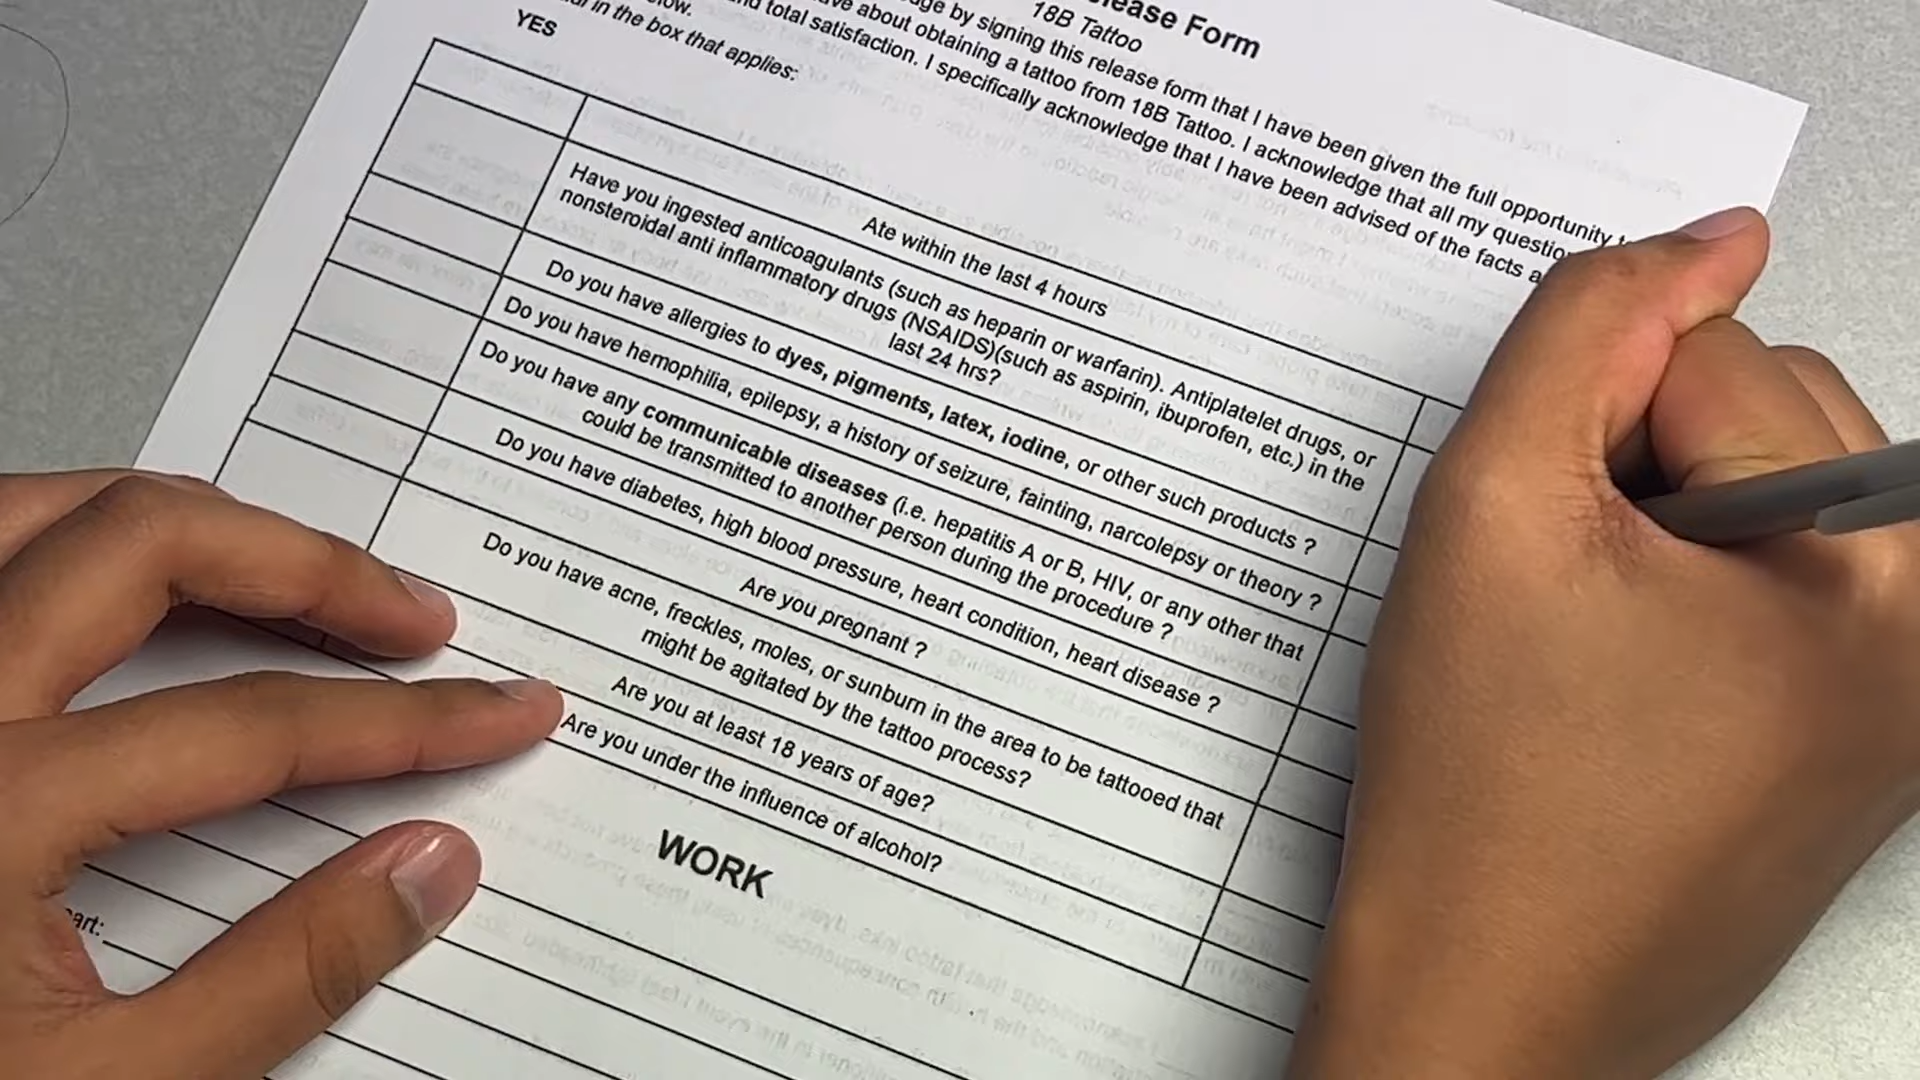 lease Form
18B Tattoo
ge by signing this release form that I have been given the full opportunity
ve about obtaining a tattoo from 18B Tattoo. I acknowledge that all my questio
d total satisfaction. I specifically acknowledge that I have been advised of the facts a
low.
in the box that applies:
YES
Ate within the last 4 hours
Have you ingested anticoagulants (such as heparin or warfarin). Antiplatelet drugs, or
nonsteroidal anti inflammatory drugs (NSAIDS)(such as aspirin, ibuprofen, etc.) in the
last 24 hrs?
Do you have allergies to dyes, pigments, latex, iodine, or other such products ?
Do you have hemophilia, epilepsy, a history of seizure, fainting, narcolepsy or theory ?
Do you have any communicable diseases (i.e. hepatitis A or B, HIV, or any other that
could be transmitted to another person during the procedure ?
Do you have diabetes, high blood pressure, heart condition, heart disease ?
Are you pregnant ?
Do you have acne, freckles, moles, or sunburn in the area to be tattooed that
might be agitated by the tattoo process?
Are you at least 18 years of age?
Are you under the influence of alcohol?
WORK
art: